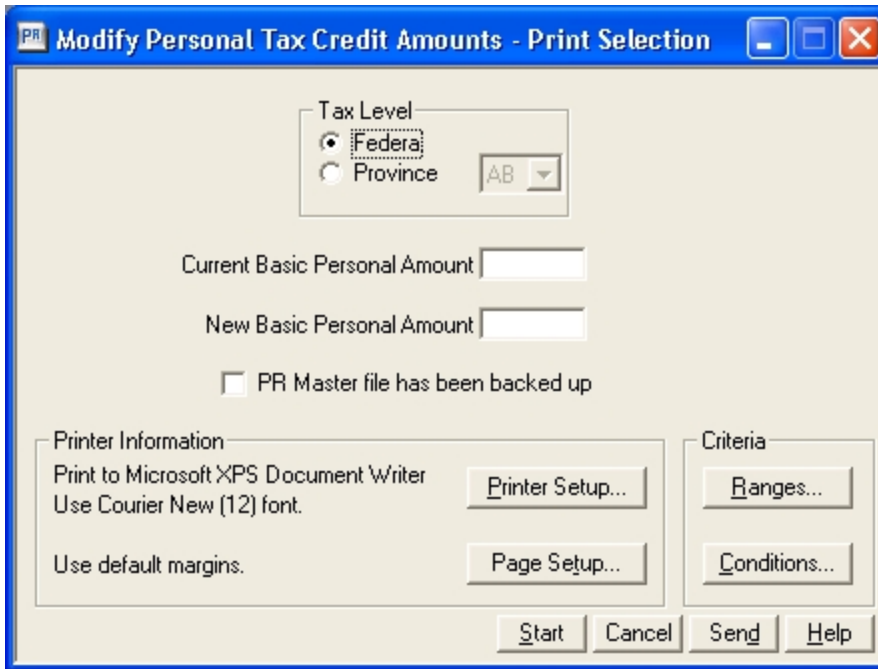 PR Modify Personal Tax Credit Amounts - Print Selection
Tax Level
Federa
Province AB
Current Basic Personal Amount
New Basic Personal Amount
PR Master file has been backed up
Printer Information
Print to Microsoft XPS Document Writer
Use Courier New (12) font.
Printer Setup...
Use default margins.
Page Setup...
Criteria
Ranges...
Conditions...
Start Cancel Send Help